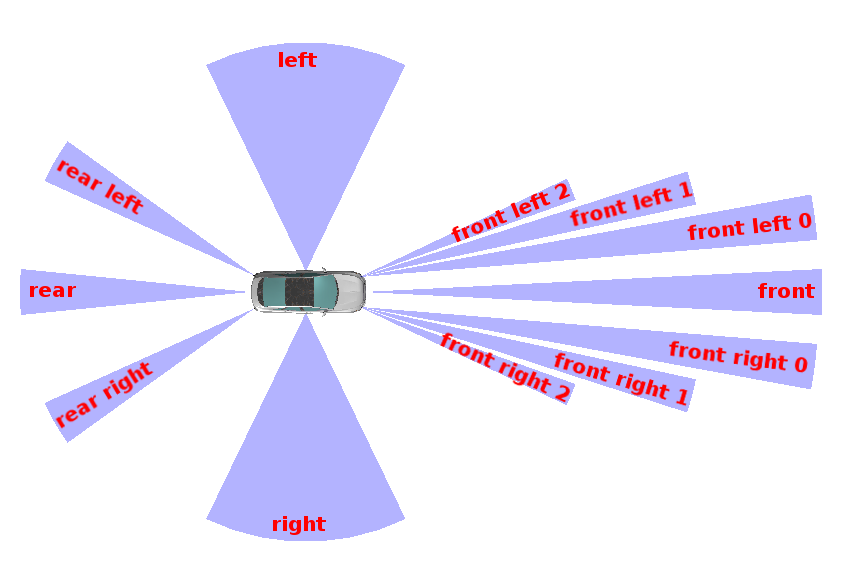 left
rear left
front left 2
front left 1
front left 0
rear
front
front right 0
front right 1
front right 2
rear right
right